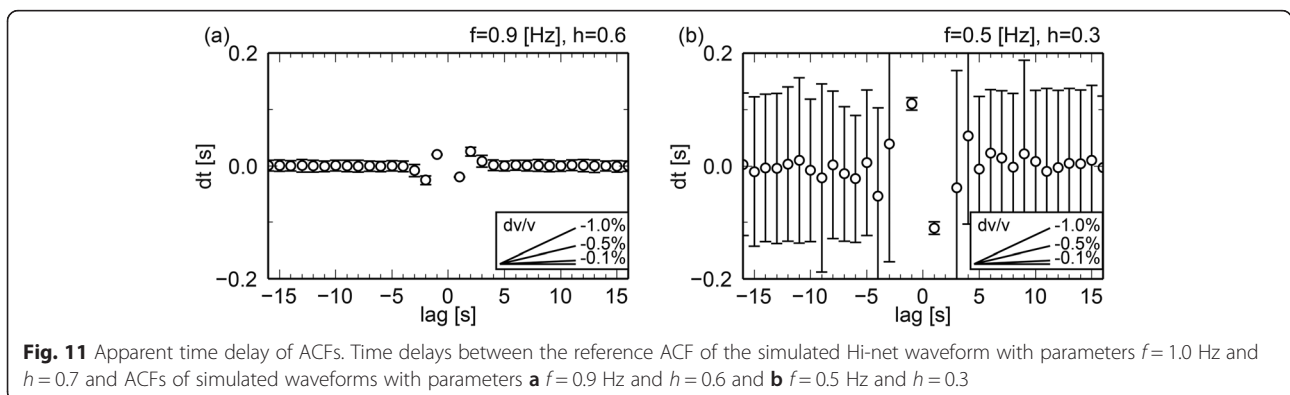 (a) f=0.9 [Hz], h=0.6
0.2
0.0
−0.2
dt [s]
dv/v
-1.0%
-0.5%
-0.1%
−15 −10 −5 0 5 10 15
lag [s]
(b) f=0.5 [Hz], h=0.3
0.2
0.0
−0.2
dt [s]
dv/v
-1.0%
-0.5%
-0.1%
−15 −10 −5 0 5 10 15
lag [s]
Fig. 11 Apparent time delay of ACFs. Time delays between the reference ACF of the simulated Hi-net waveform with parameters f = 1.0 Hz and
h = 0.7 and ACFs of simulated waveforms with parameters a f = 0.9 Hz and h = 0.6 and b f = 0.5 Hz and h = 0.3